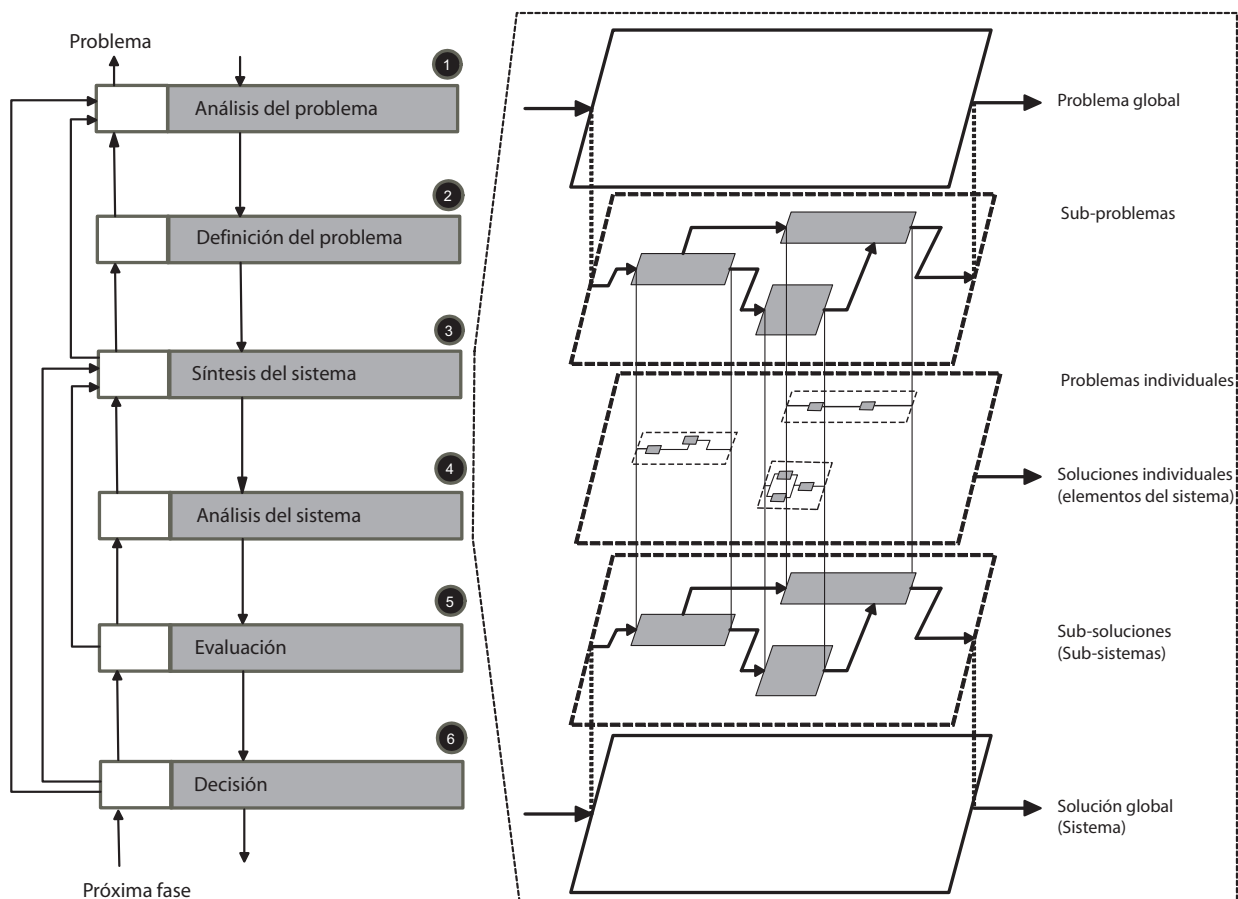 Problema
1
Análisis del problema
2
Definición del problema
3
Síntesis del sistema
4
Análisis del sistema
5
Evaluación
6
Decisión
Próxima fase
Problema global
Sub-problemas
Problemas individuales
Soluciones individuales
(elementos del sistema)
Sub-soluciones
(Sub-sistemas)
Solución global
(Sistema)